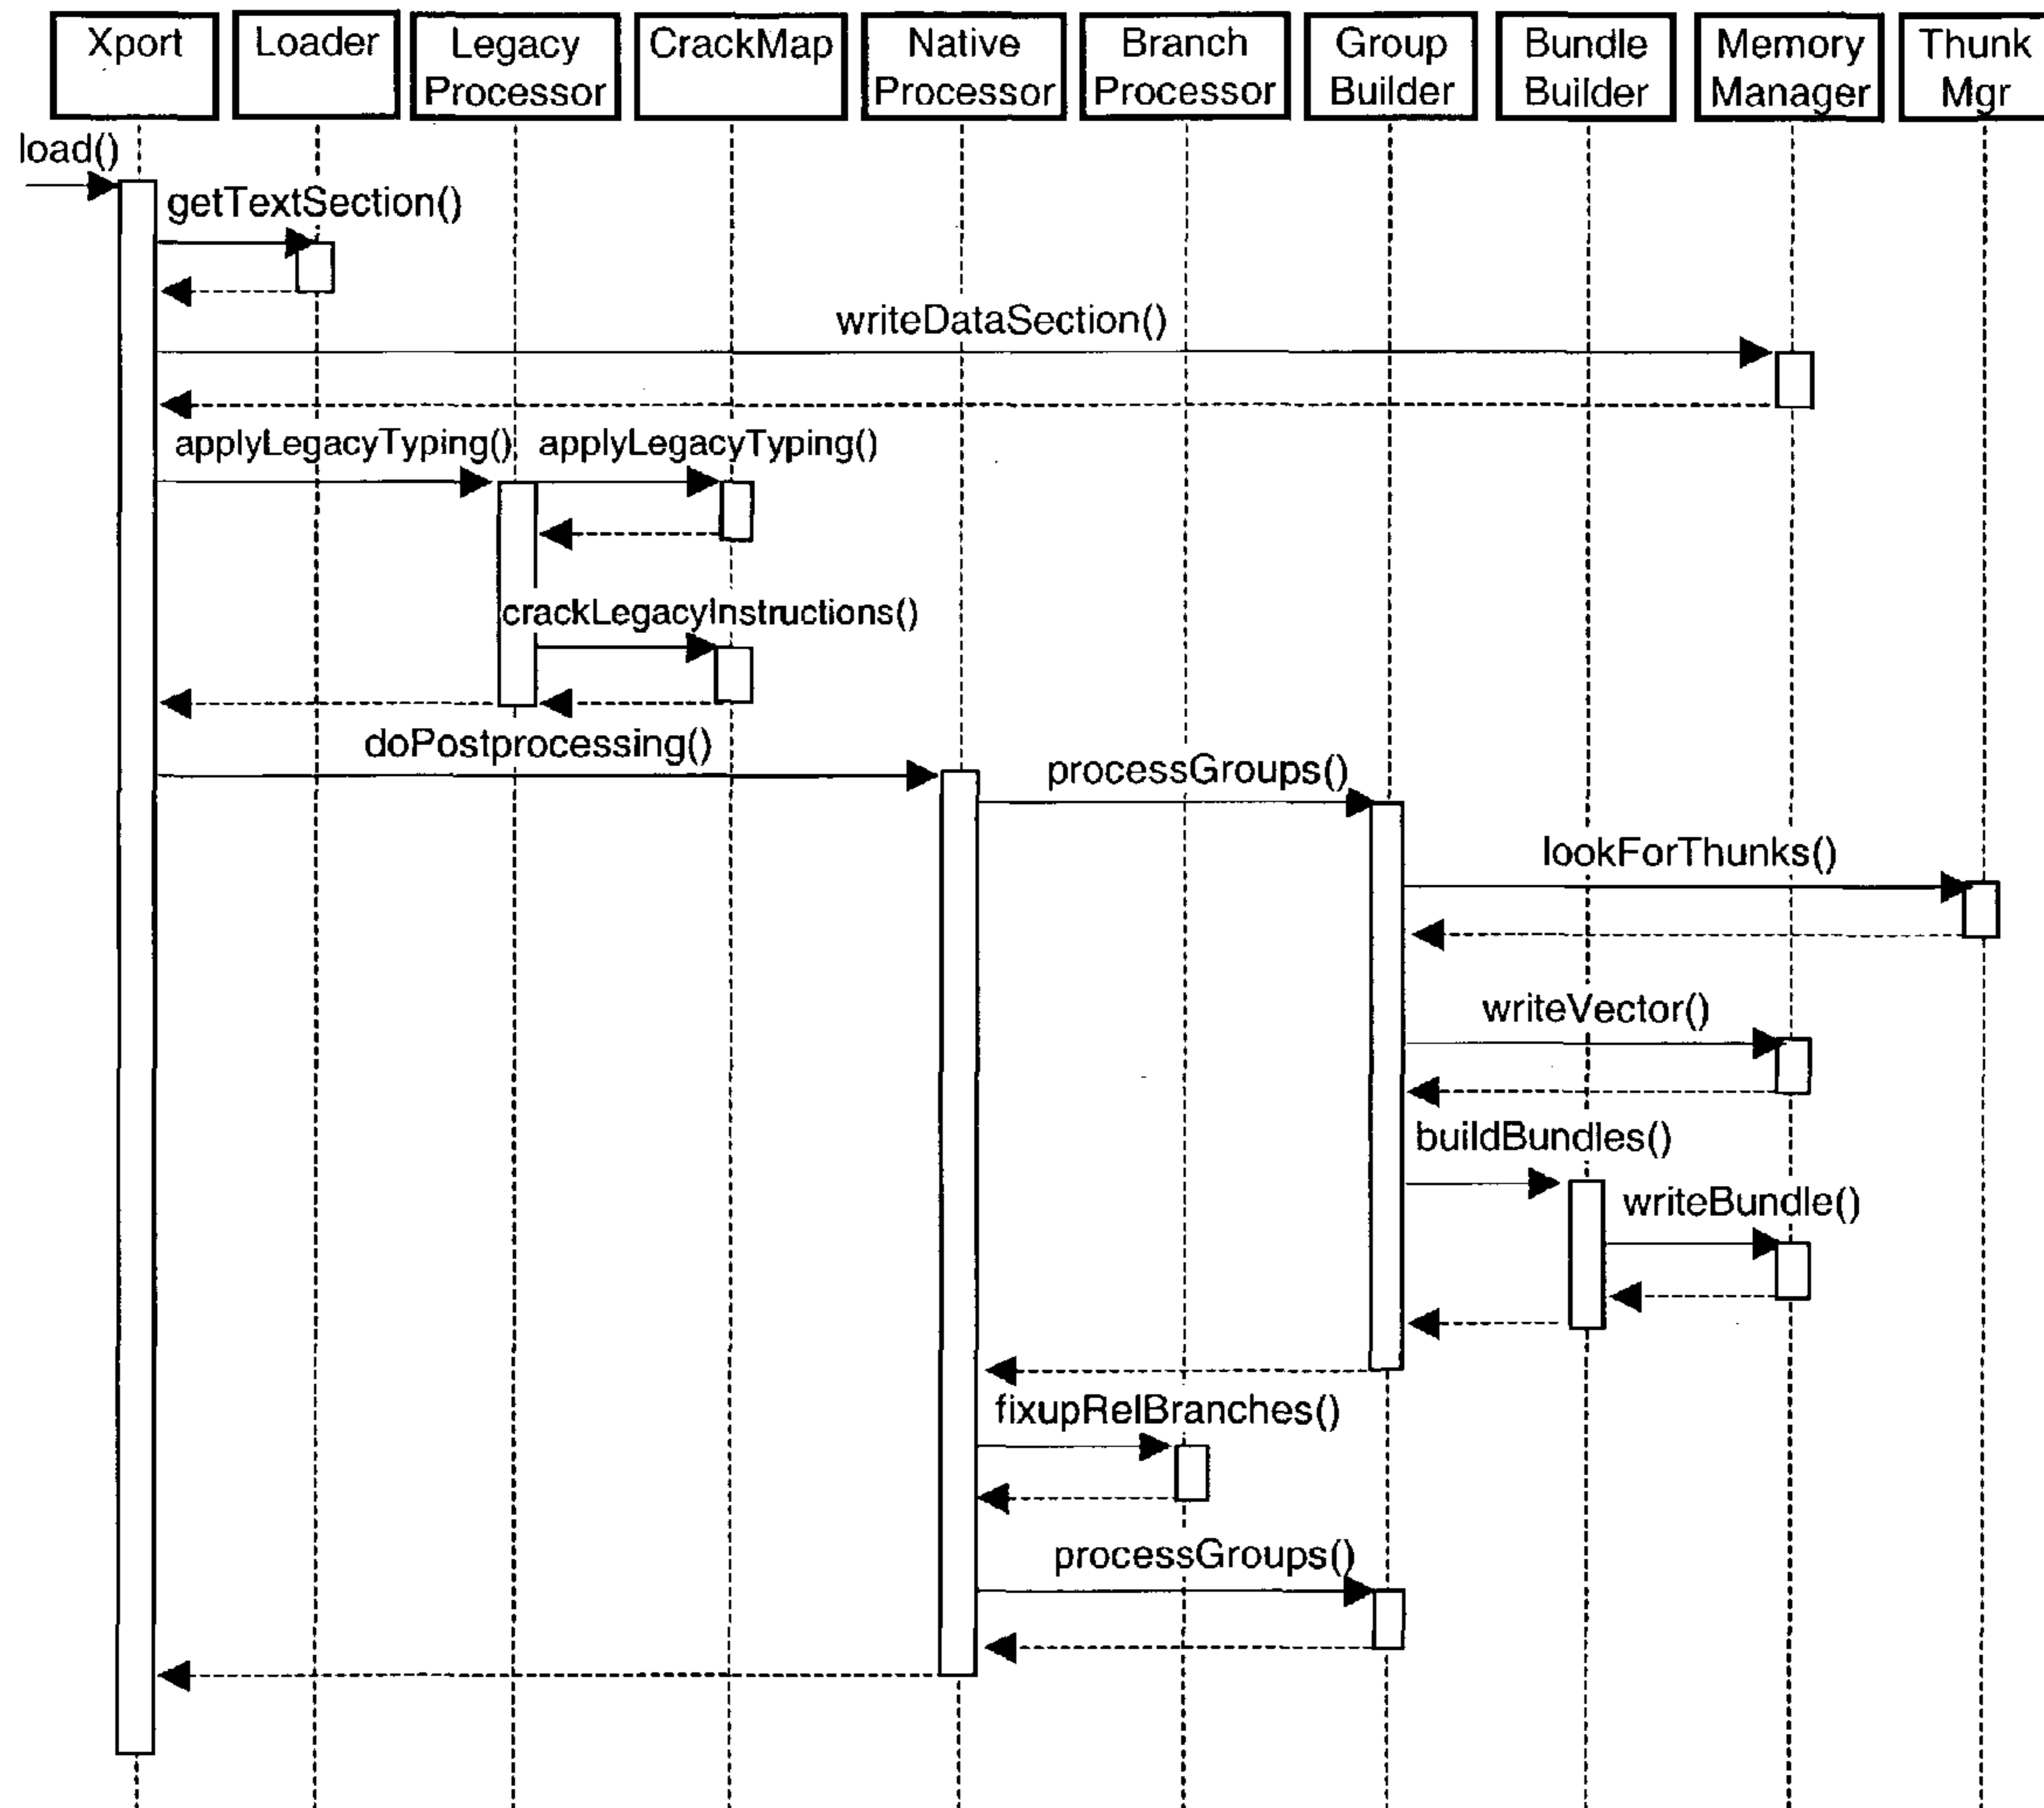 Xport
Loader
Legacy
Processor
CrackMap
Native
Processor
Branch
Processor
Group
Builder
Bundle
Builder
Memory
Manager
Thunk
Mgr
load()
getTextSection()
writeDataSection()
applyLegacyTyping()
applyLegacyTyping()
crackLegacyInstructions()
doPostprocessing()
processGroups()
lookForThunks()
writeVector()
buildBundles()
writeBundle()
fixupRelBranches()
processGroups()